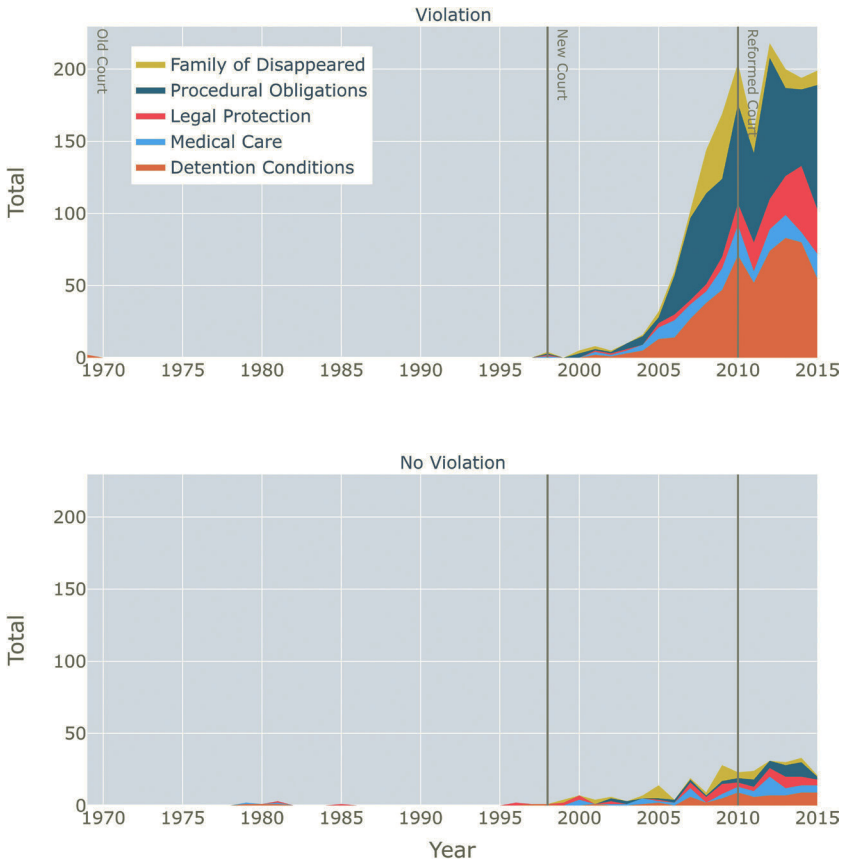 Violation
Old Court
New Court
Reformed Court
Family of Disappeared
Procedural Obligations
Legal Protection
Medical Care
Detention Conditions
Total
200
150
100
50
0
1970 1975 1980 1985 1990 1995 2000 2005 2010 2015
No Violation
Total
200
150
100
50
0
1970 1975 1980 1985 1990 1995 2000 2005 2010 2015
Year